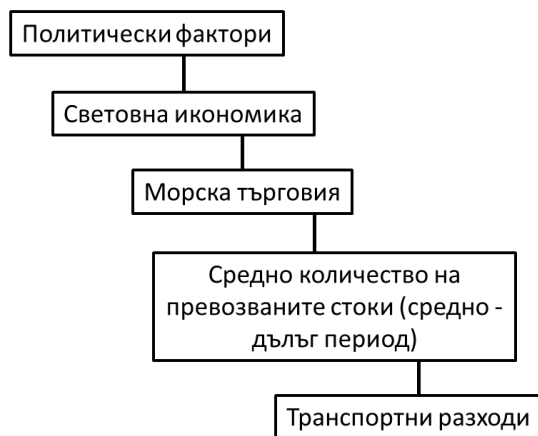 Политически фактори
Световна икономика
Морска търговия
Средно количество на
превозваните стоки (средно -
дълъг период)
Транспортни разходи